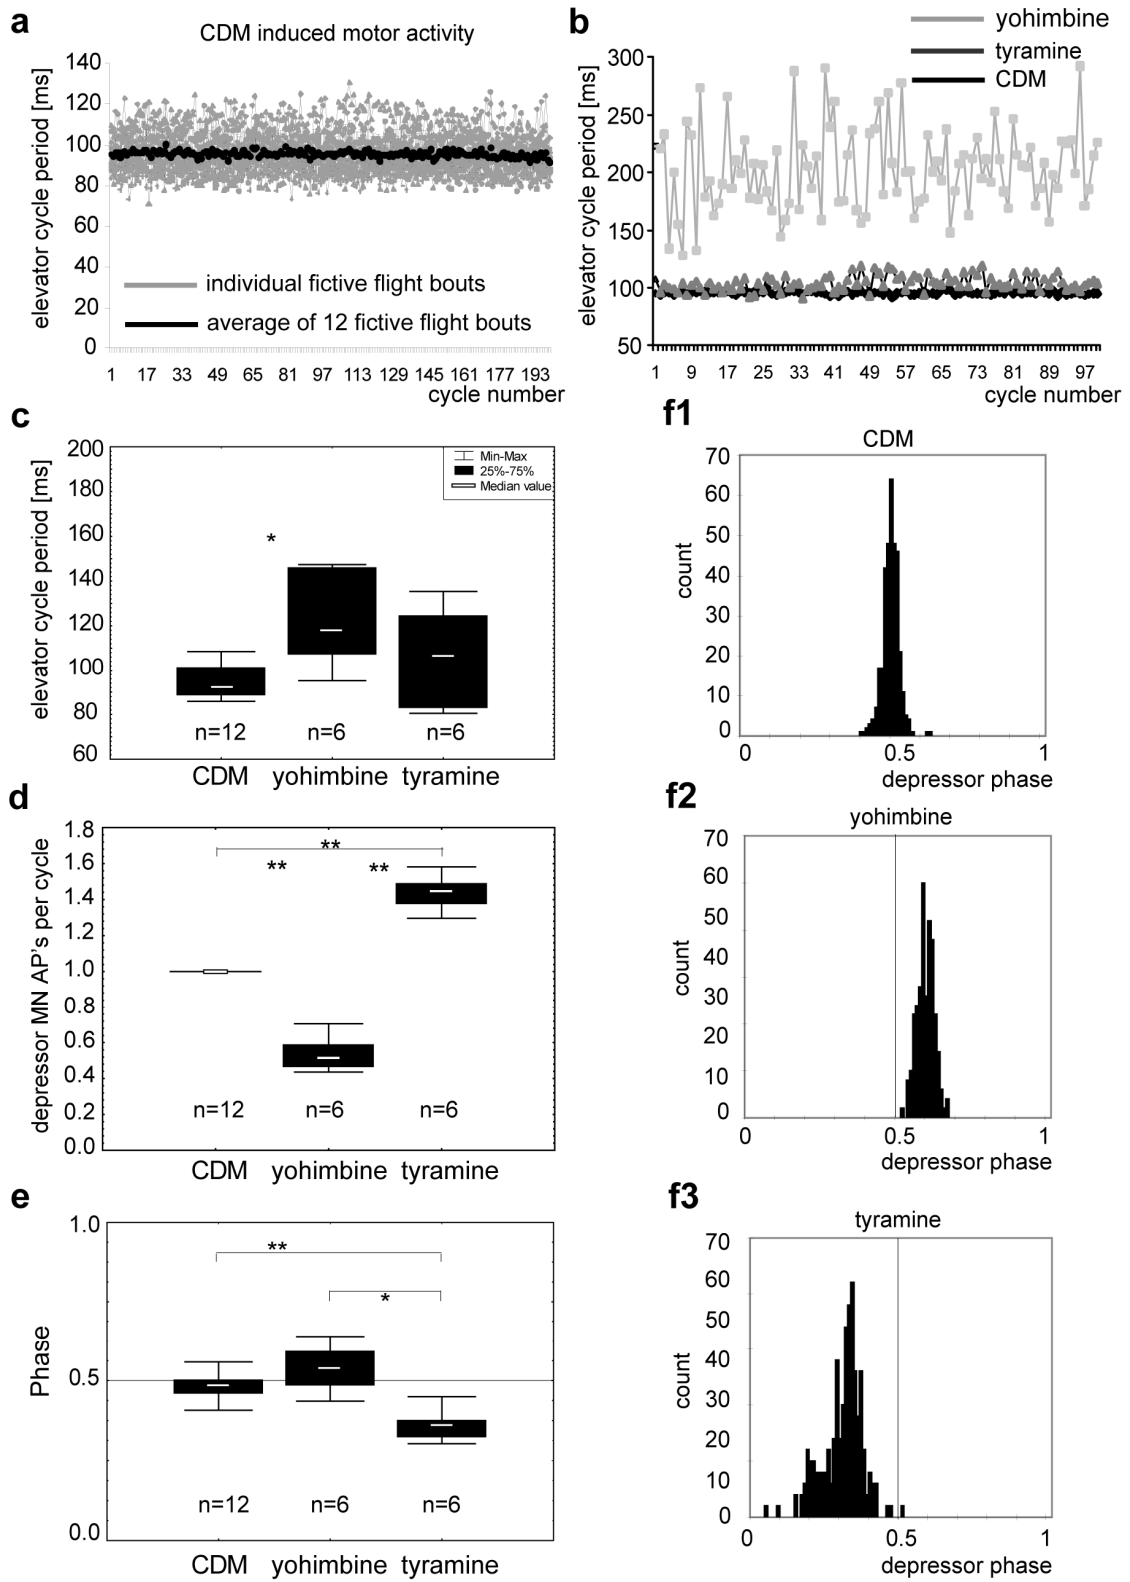 a
CDM induced motor activity
elevator cycle period [ms]
140
120
100
80
60
40
20
0
individual fictive flight bouts
average of 12 fictive flight bouts
1 17 33 49 65 81 97 113 129 145 161 177 193
cycle number
b
yohimbine
tyramine
CDM
elevator cycle period [ms]
300
250
200
150
100
50
1 9 17 25 33 41 49 57 65 73 81 89 97
cycle number
c
elevator cycle period [ms]
200
180
160
140
120
100
80
60
Min-Max
25%-75%
Median value
*
n=12 n=6 n=6
CDM yohimbine tyramine
d
depressor MN AP's per cycle
1.8
1.6
1.4
1.2
1.0
0.8
0.6
0.4
0.2
0.0
**
** **
n=12 n=6 n=6
CDM yohimbine tyramine
e
Phase
1.0
0.5
0.0
**
*
n=12 n=6 n=6
CDM yohimbine tyramine
f1
CDM
count
70
60
50
40
30
20
10
0
0 0.5 1
depressor phase
f2
yohimbine
count
70
60
50
40
30
20
10
0
0 0.5 1
depressor phase
f3
tyramine
count
70
60
50
40
30
20
10
0
0 0.5 1
depressor phase